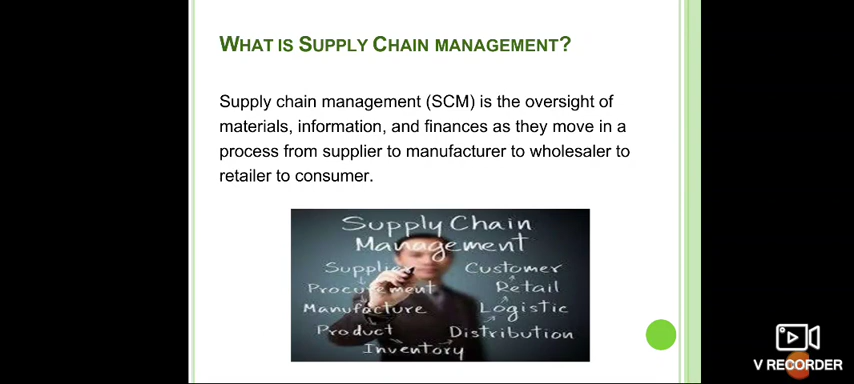 WHAT IS SUPPLY CHAIN MANAGEMENT?
Supply chain management (SCM) is the oversight of
materials, information, and finances as they move in a
process from supplier to manufacturer to wholesaler to
retailer to consumer.
Supply Chain
Management
Supplier
Procurement
Manufacture
Product
Inventory
Distribution
Logistic
Retail
Customer
V RECORDER